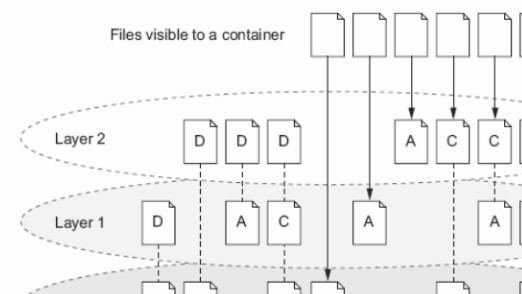 Files visible to a container
Layer 2
D D D A C C
Layer 1
D A C A A